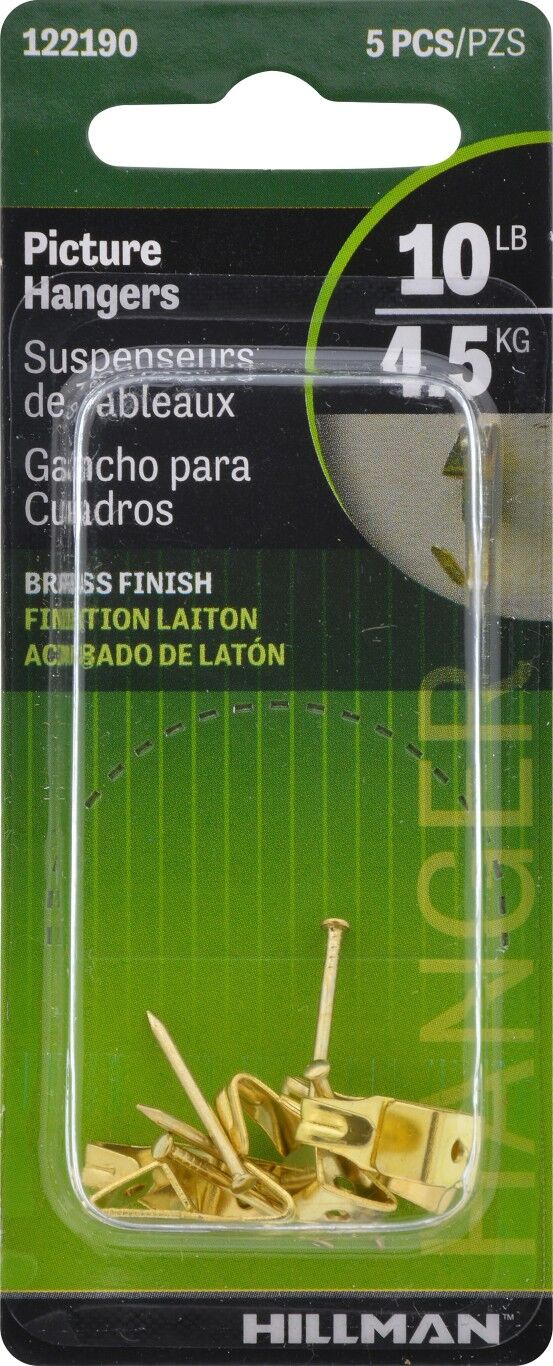 122190
5 PCS/PZS
Picture
Hangers
10 LB
4.5 KG
Suspenseurs
de Tableaux
Gancho para
Cuadros
BRASS FINISH
FINITION LAITON
ACABADO DE LATÓN
HANGER
HILLMAN™